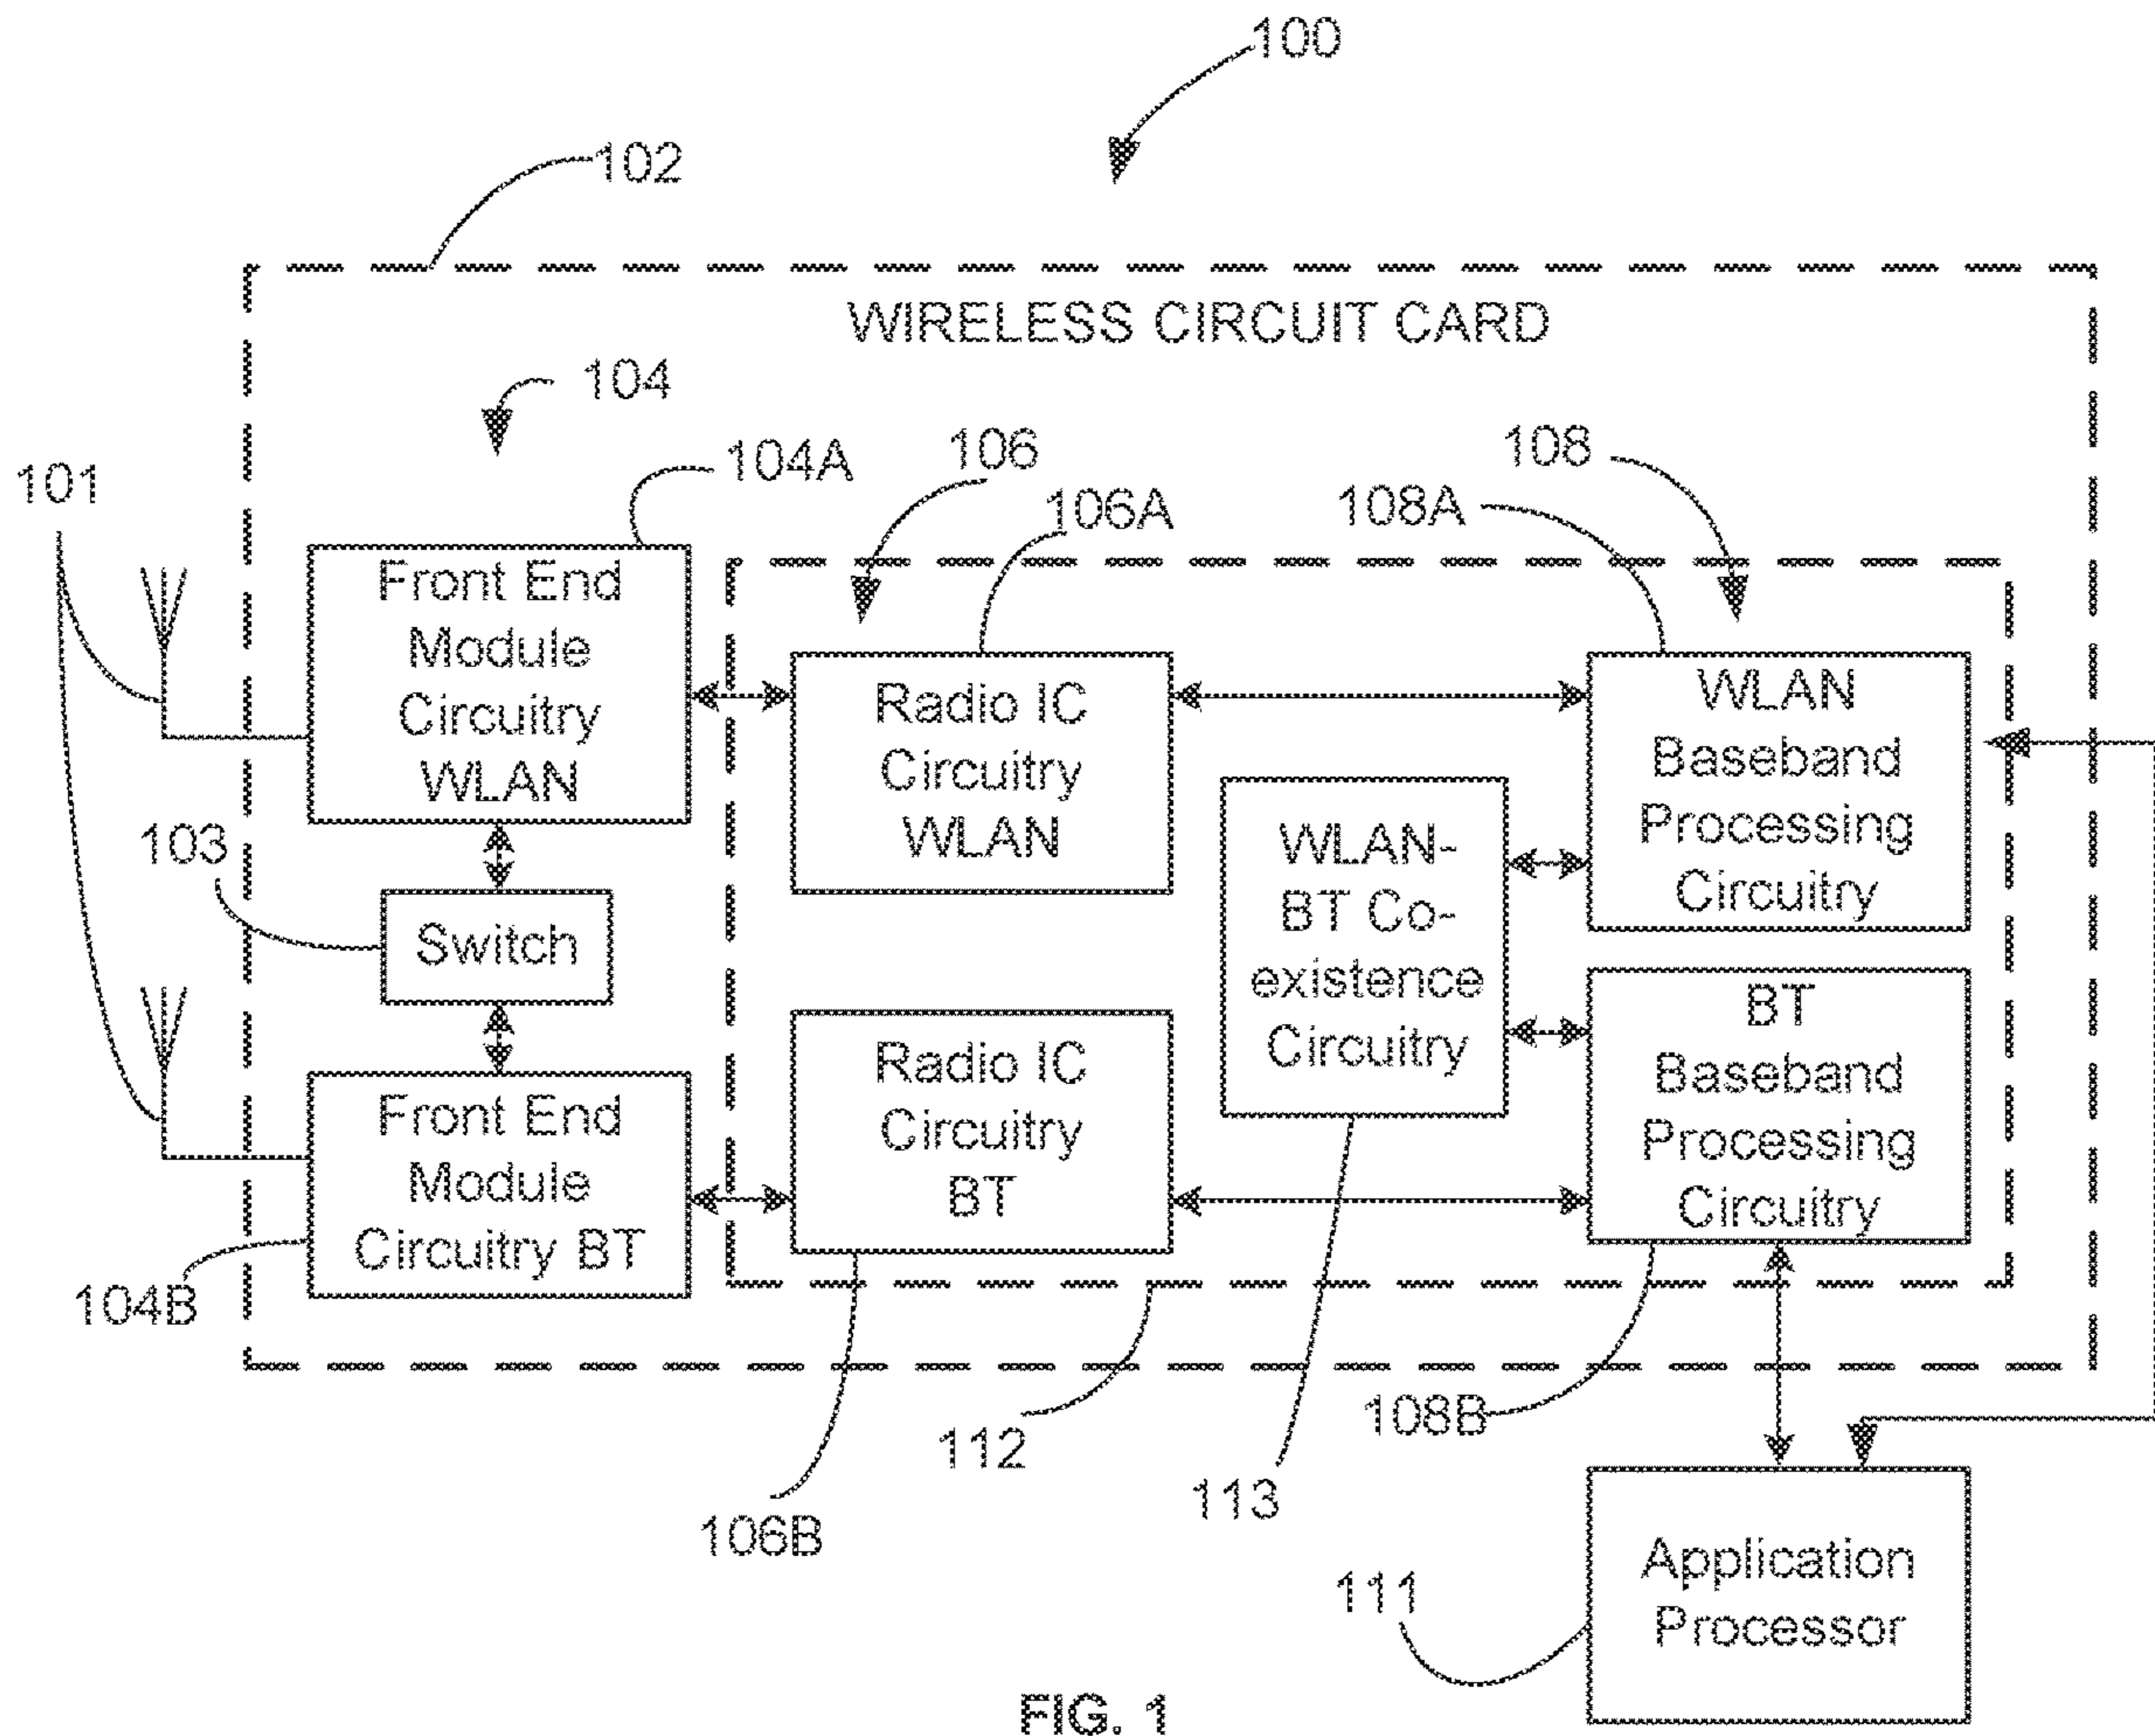 100
102
WIRELESS CIRCUIT CARD
104
104A
106
106A
108
108A
101
Front End
Module
Circuitry
WLAN
Radio IC
Circuitry
WLAN
WLAN
Baseband
Processing
Circuitry
103
Switch
WLAN-
BT Co-
existence
Circuitry
Front End
Module
Circuitry BT
Radio IC
Circuitry
BT
BT
Baseband
Processing
Circuitry
104B
106B
112
113
108B
111
Application
Processor
FIG. 1